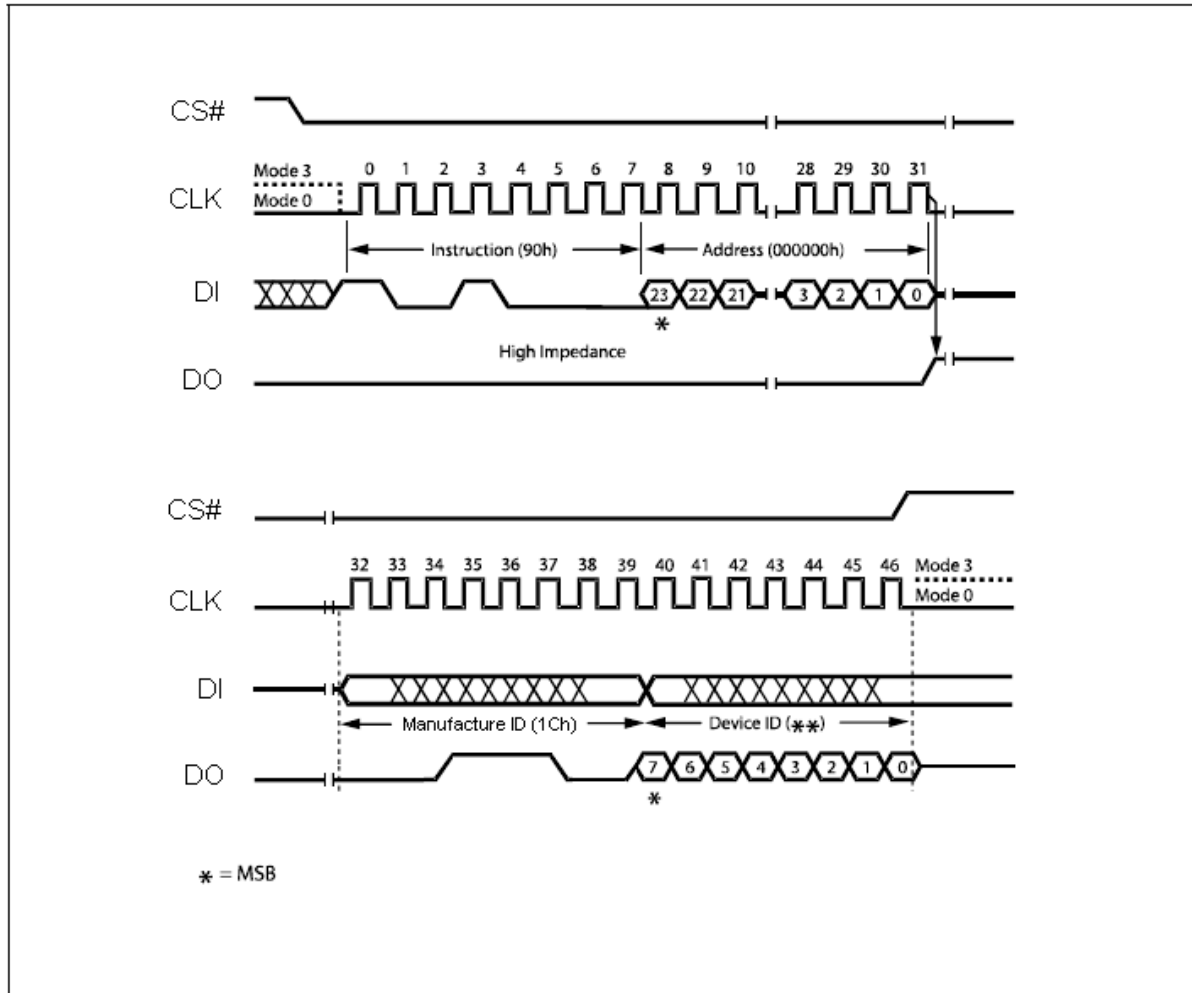 CS#
Mode 3
0 1 2 3 4 5 6 7 8 9 10 28 29 30 31
CLK
Mode 0
Instruction (90h) Address (000000h)
DI
23 22 21 3 2 1 0
*
High Impedance
DO
CS#
32 33 34 35 36 37 38 39 40 41 42 43 44 45 46
Mode 3
CLK
Mode 0
DI
Manufacture ID (1Ch) Device ID (**)
DO
7 6 5 4 3 2 1 0
*
* = MSB